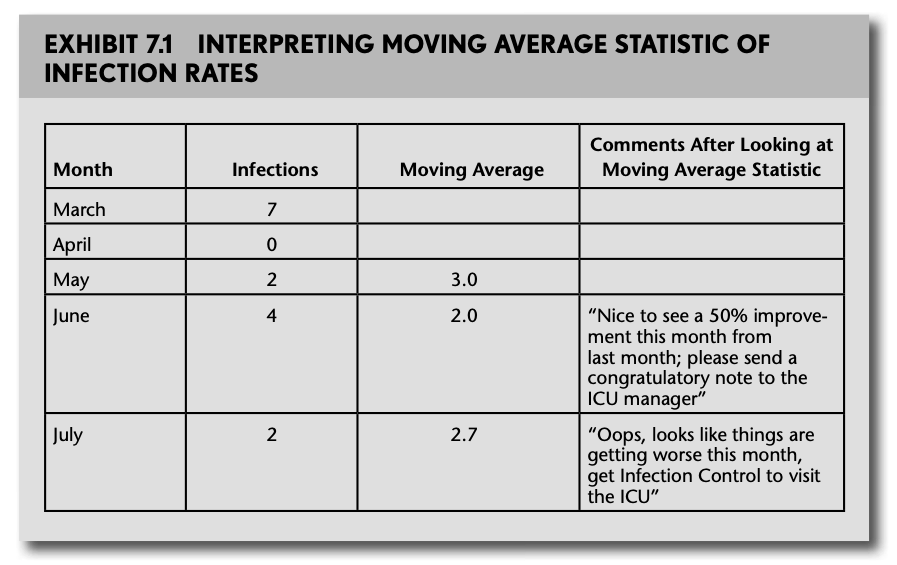 EXHIBIT 7.1 INTERPRETING MOVING AVERAGE STATISTIC OF
INFECTION RATES
Month Infections Moving Average Comments After Looking at
Moving Average Statistic
March 7
April 0
May 2 3.0
June 4 2.0 “Nice to see a 50% improve-
ment this month from
last month; please send a
congratulatory note to the
ICU manager”
July 2 2.7 “Oops, looks like things are
getting worse this month,
get Infection Control to visit
the ICU”